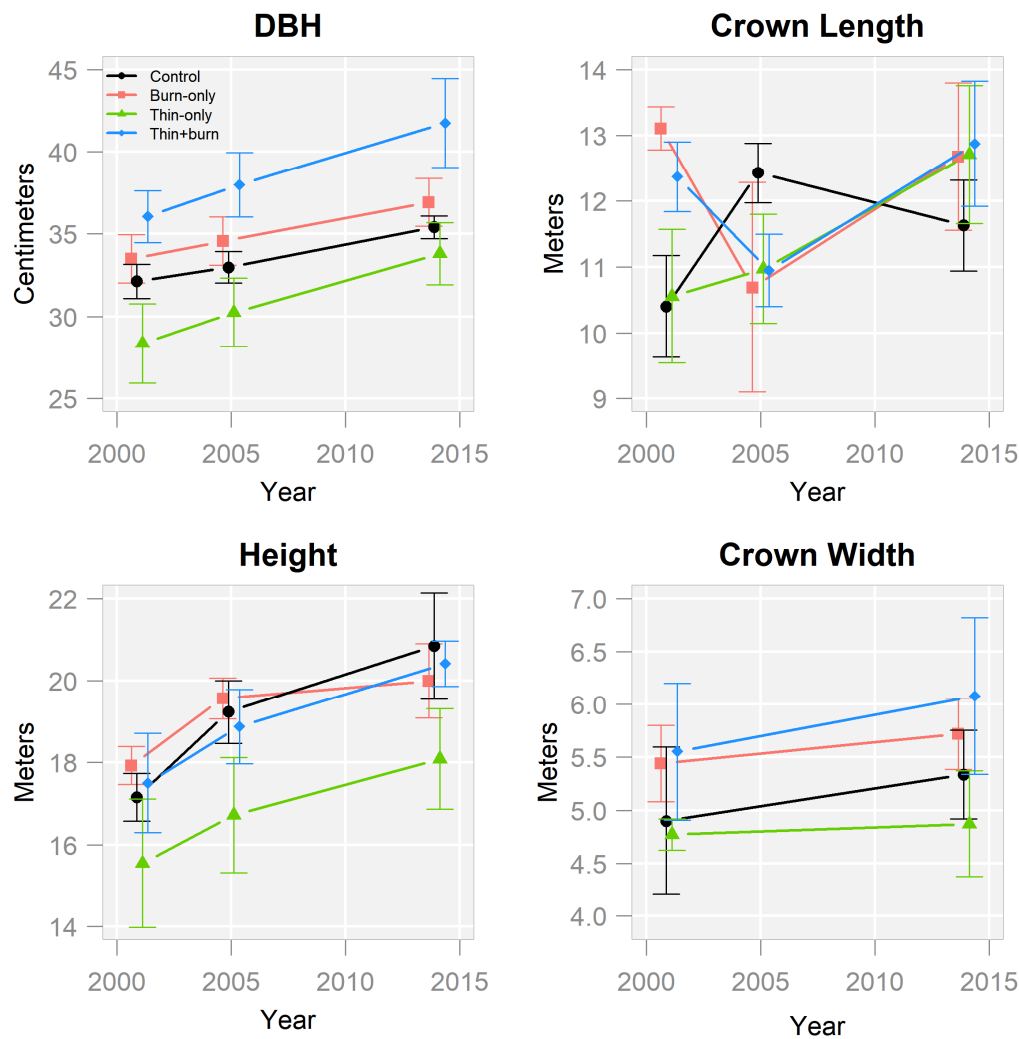 DBH
45
40
35
30
25
Centimeters
Control
Burn-only
Thin-only
Thin+burn
2000 2005 2010 2015
Year
Crown Length
14
13
12
11
10
9
Meters
2000 2005 2010 2015
Year
Height
22
20
18
16
14
Meters
2000 2005 2010 2015
Year
Crown Width
7.0
6.5
6.0
5.5
5.0
4.5
4.0
Meters
2000 2005 2010 2015
Year